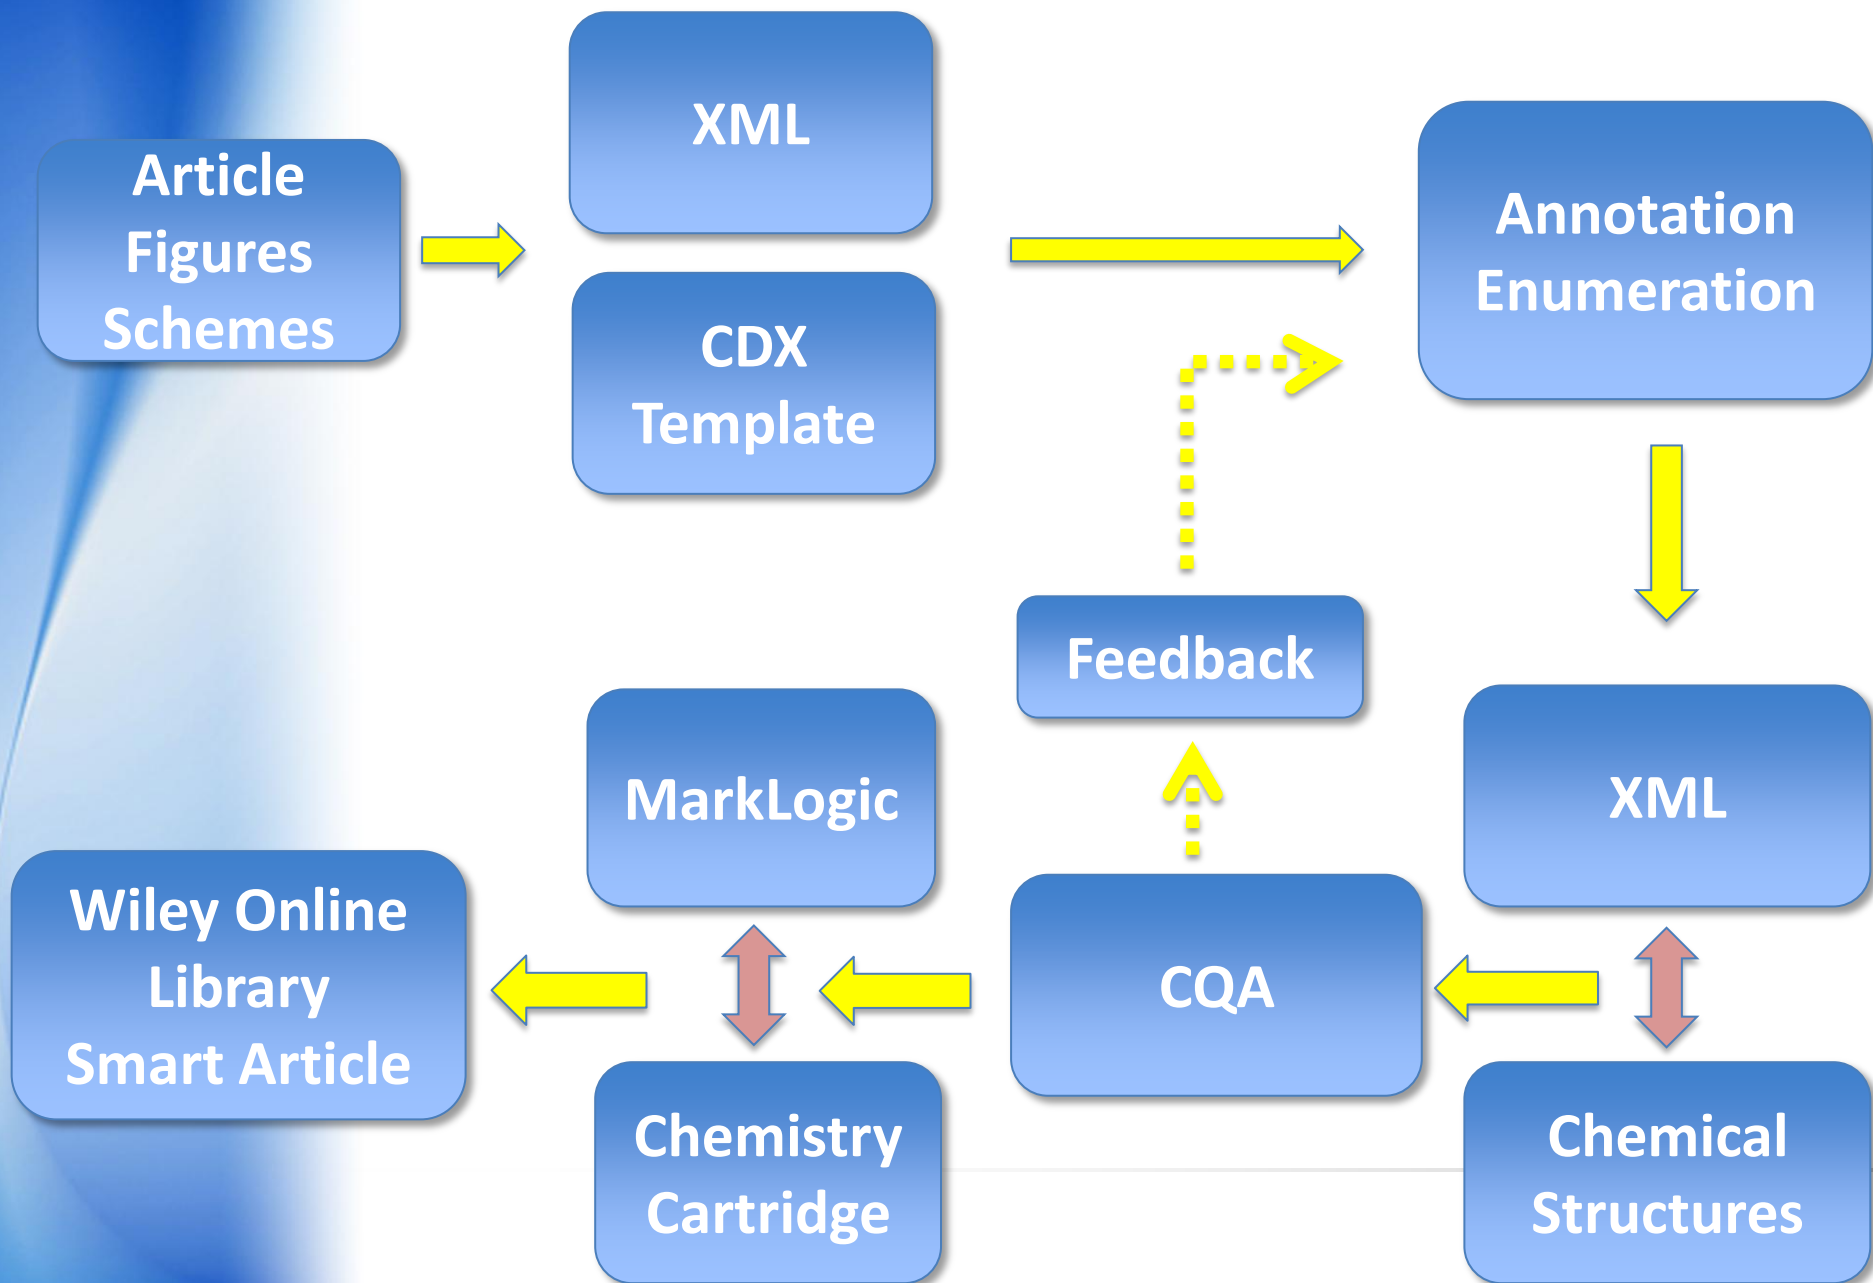 Article
Figures
Schemes
XML
CDX
Template
Annotation
Enumeration
Feedback
MarkLogic
XML
Wiley Online
Library
Smart Article
CQA
Chemistry
Cartridge
Chemical
Structures